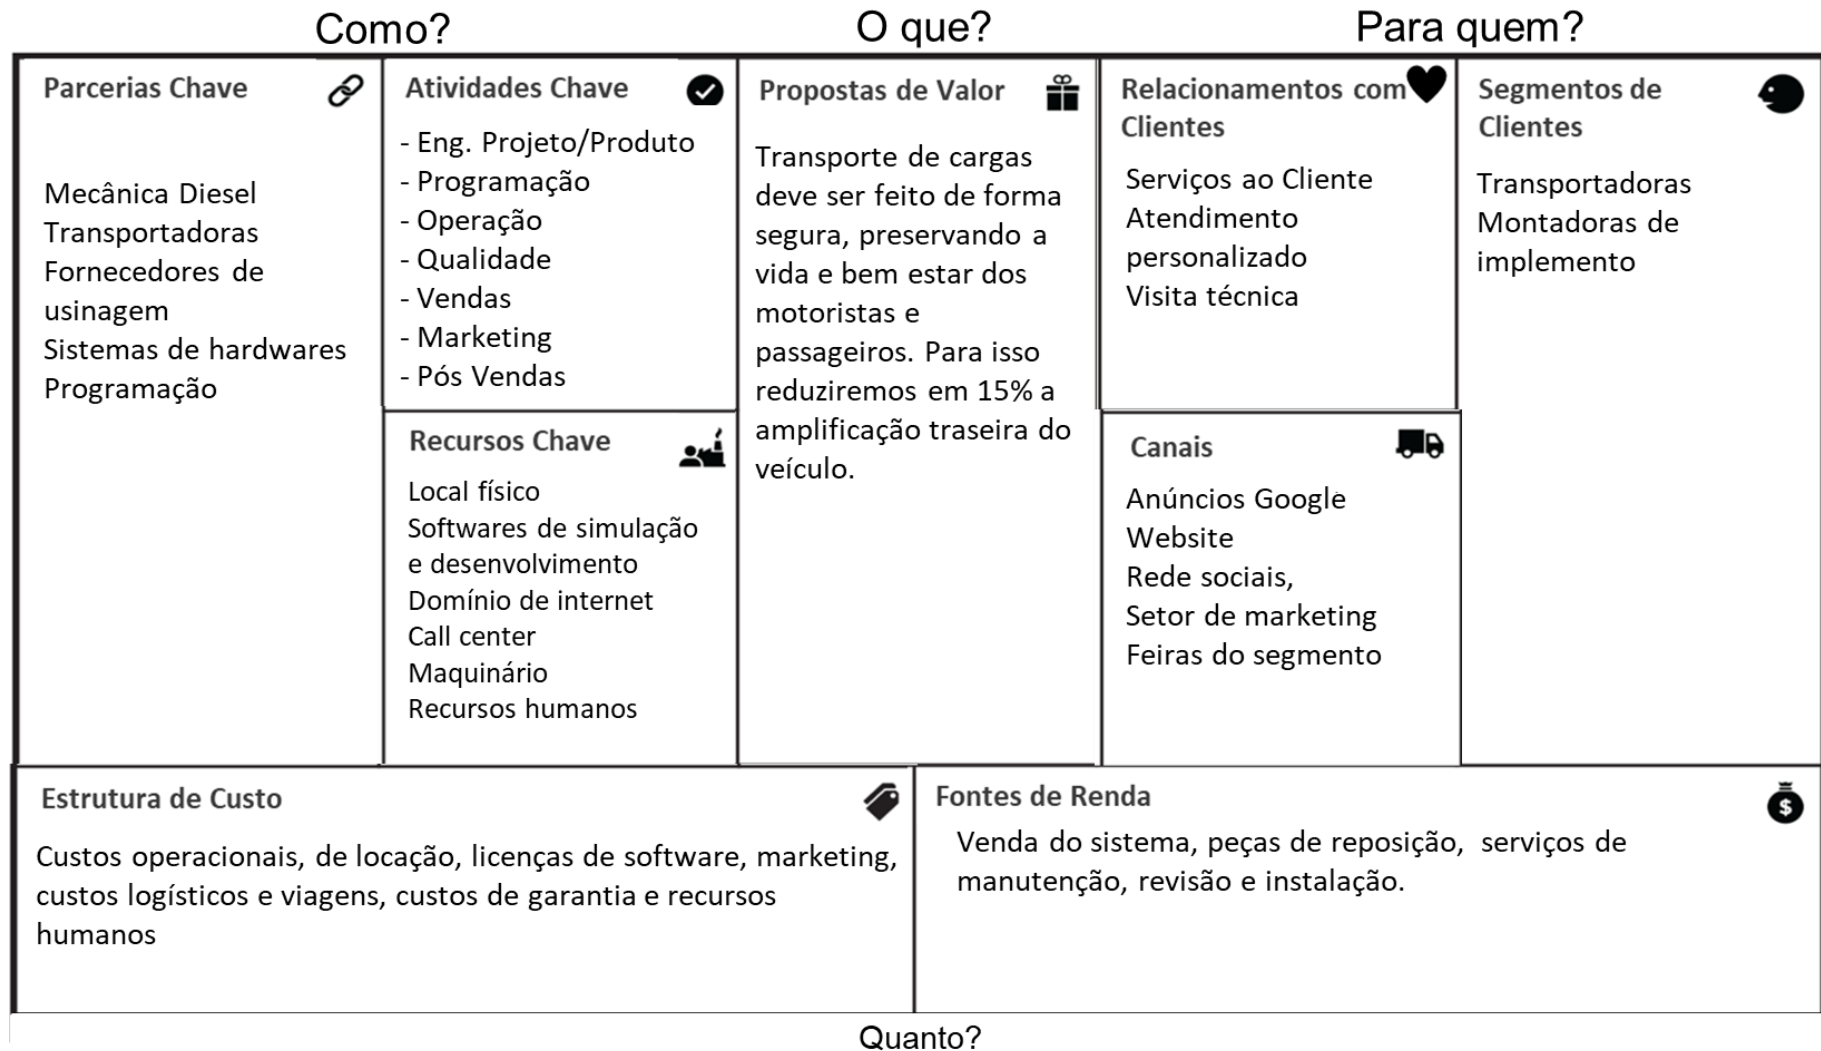 Como?
O que?
Para quem?
Parcerias Chave
Mecânica Diesel
Transportadoras
Fornecedores de
usinagem
Sistemas de hardwares
Programação
Atividades Chave
- Eng. Projeto/Produto
- Programação
- Operação
- Qualidade
- Vendas
- Marketing
- Pós Vendas
Recursos Chave
Local físico
Softwares de simulação
e desenvolvimento
Domínio de internet
Call center
Maquinário
Recursos humanos
Propostas de Valor
Transporte de cargas
deve ser feito de forma
segura, preservando a
vida e bem estar dos
motoristas e
passageiros. Para isso
reduziremos em 15% a
amplificação traseira do
veículo.
Relacionamentos com
Clientes
Serviços ao Cliente
Atendimento
personalizado
Visita técnica
Canais
Anúncios Google
Website
Rede sociais,
Setor de marketing
Feiras do segmento
Segmentos de
Clientes
Transportadoras
Montadoras de
implemento
Estrutura de Custo
Custos operacionais, de locação, licenças de software, marketing,
custos logísticos e viagens, custos de garantia e recursos
humanos
Fontes de Renda
$
Venda do sistema, peças de reposição, serviços de
manutenção, revisão e instalação.
Quanto?